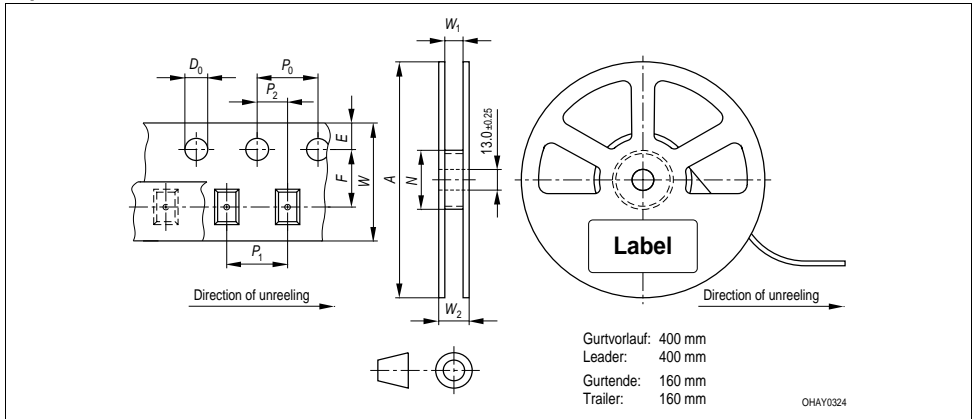 W1
D0
P0
P2
E
F
W
A
N
13.0 ±0.25
Label
P1
Direction of unreeling
W2
Direction of unreeling
Gurtvorlauf: 400 mm
Leader: 400 mm
Gurtende: 160 mm
Trailer: 160 mm
OHAY0324